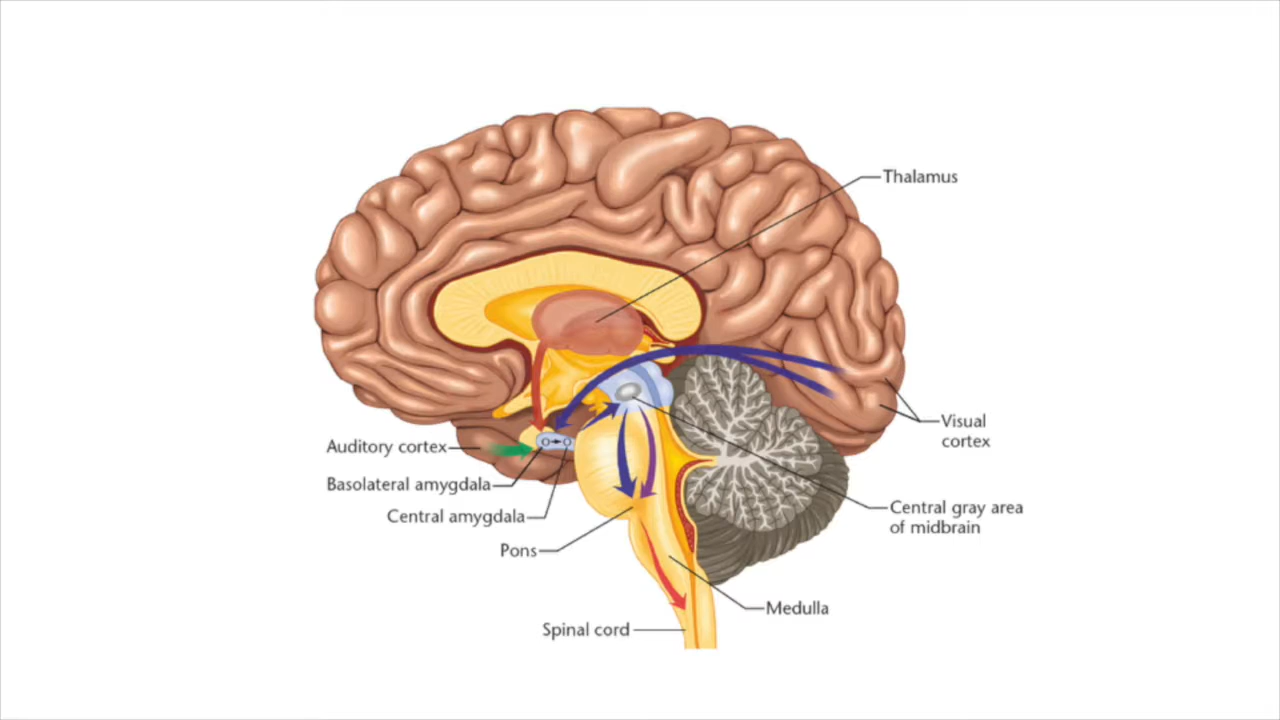 Thalamus
Visual
cortex
Auditory cortex
Basolateral amygdala
Central amygdala
Central gray area
of midbrain
Pons
Medulla
Spinal cord